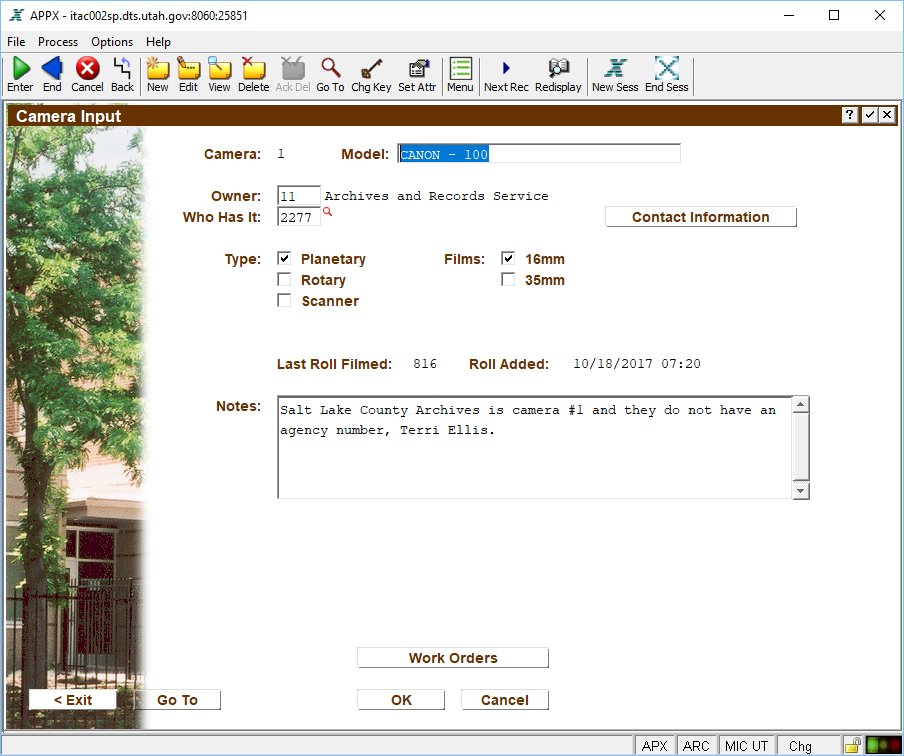 APPX - itac002sp.dts.utah.gov:8060:25851
File Process Options Help
Enter End Cancel Back New Edit View Delete Ack Del Go To Chg Key Set Attr Menu Next Rec Redisplay New Sess End Sess
Camera Input ?
Camera: 1 Model: CANON - 100
Owner: 11 Archives and Records Service
Who Has It: 2277 Contact Information
Type: Planetary Films: 16mm
Rotary 35mm
Scanner
Last Roll Filmed: 816 Roll Added: 10/18/2017 07:20
Notes: Salt Lake County Archives is camera #1 and they do not have an
agency number, Terri Ellis.
Work Orders
< Exit Go To OK Cancel
APX ARC MIC UT Chg